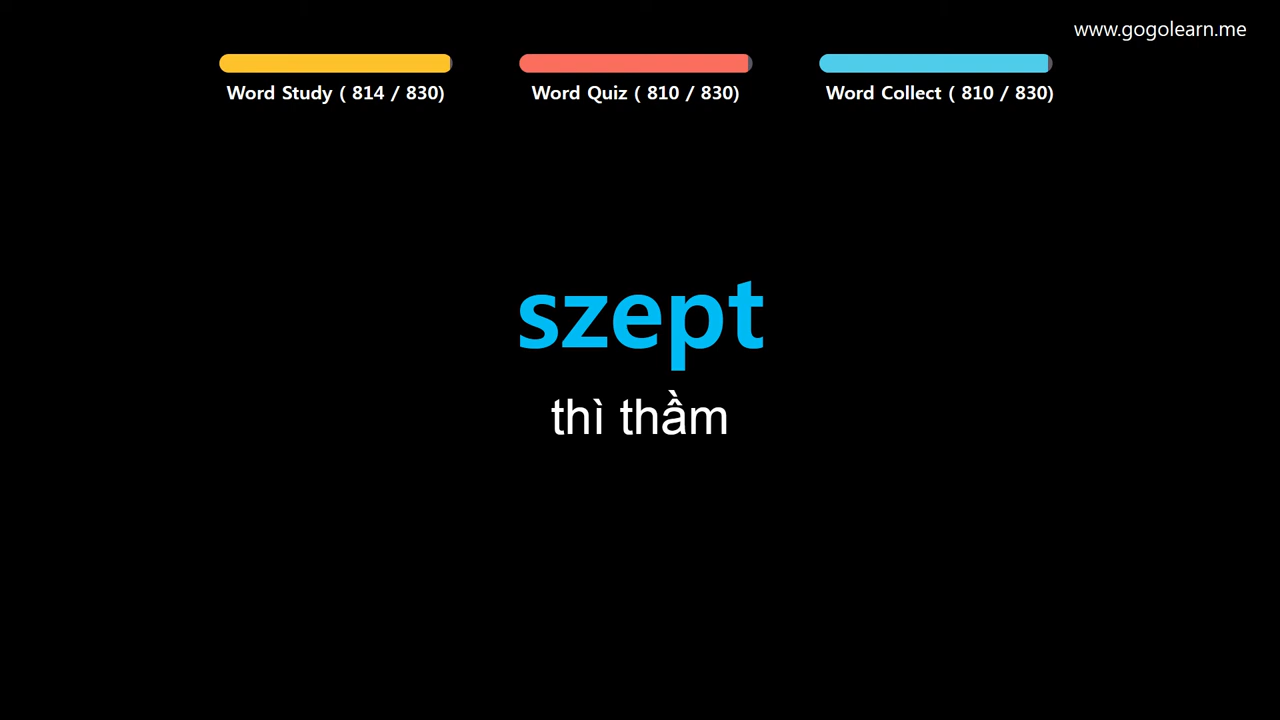 www.gogolearn.me
Word Study ( 814 / 830)
Word Quiz ( 810 / 830)
Word Collect ( 810 / 830)
szept
thì thầm